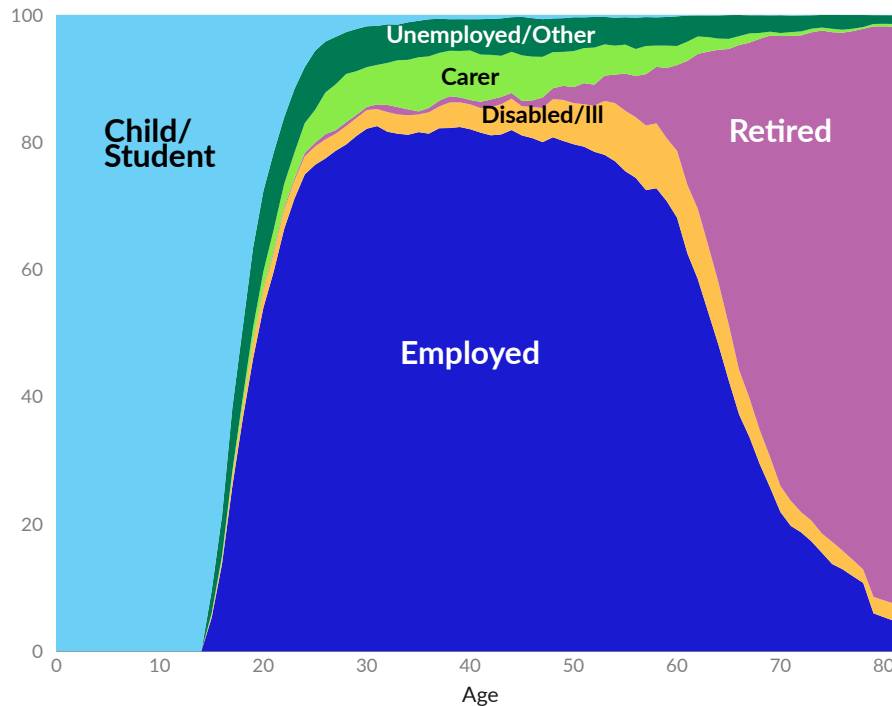 100
Unemployed/Other
Carer
Disabled/Ill
Child/
Student
Retired
80
60
Employed
40
20
0
0 10 20 30 40 50 60 70 80
Age